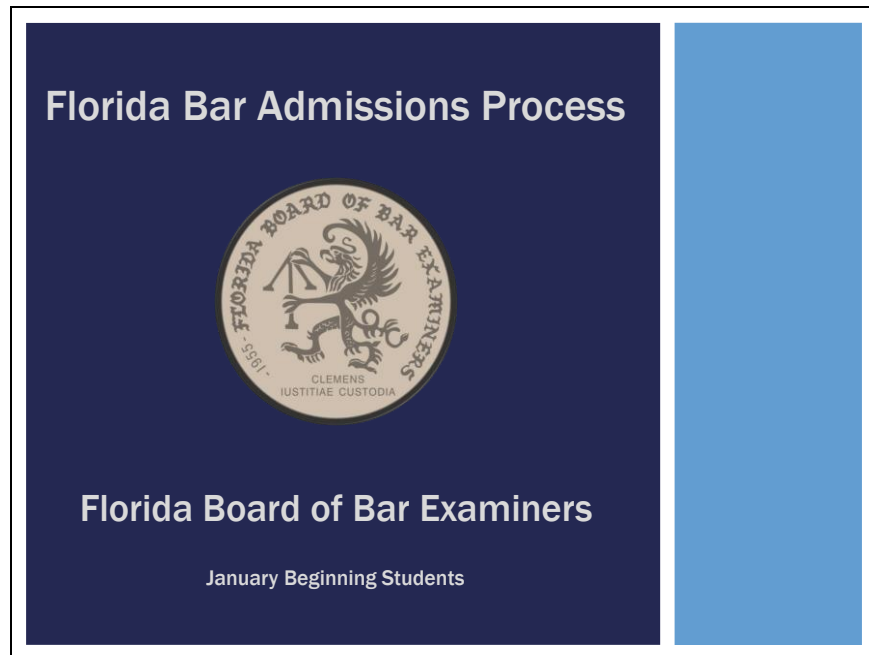 Florida Bar Admissions Process
FLORIDA BOARD OF BAR EXAMINERS
-1955-
CLEMENS
IUSTITIAE CUSTODIA
Florida Board of Bar Examiners
January Beginning Students